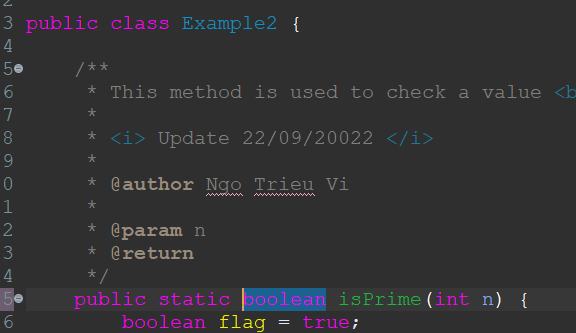 2
3 public class Example2 {
4
5 /**
6 * This method is used to check a value <b
7 *
8 * <i> Update 22/09/20022 </i>
9 *
0 * @author Ngo Trieu Vi
1 *
2 * @param n
3 * @return
4 */
5 public static boolean isPrime(int n) {
6 boolean flag = true;